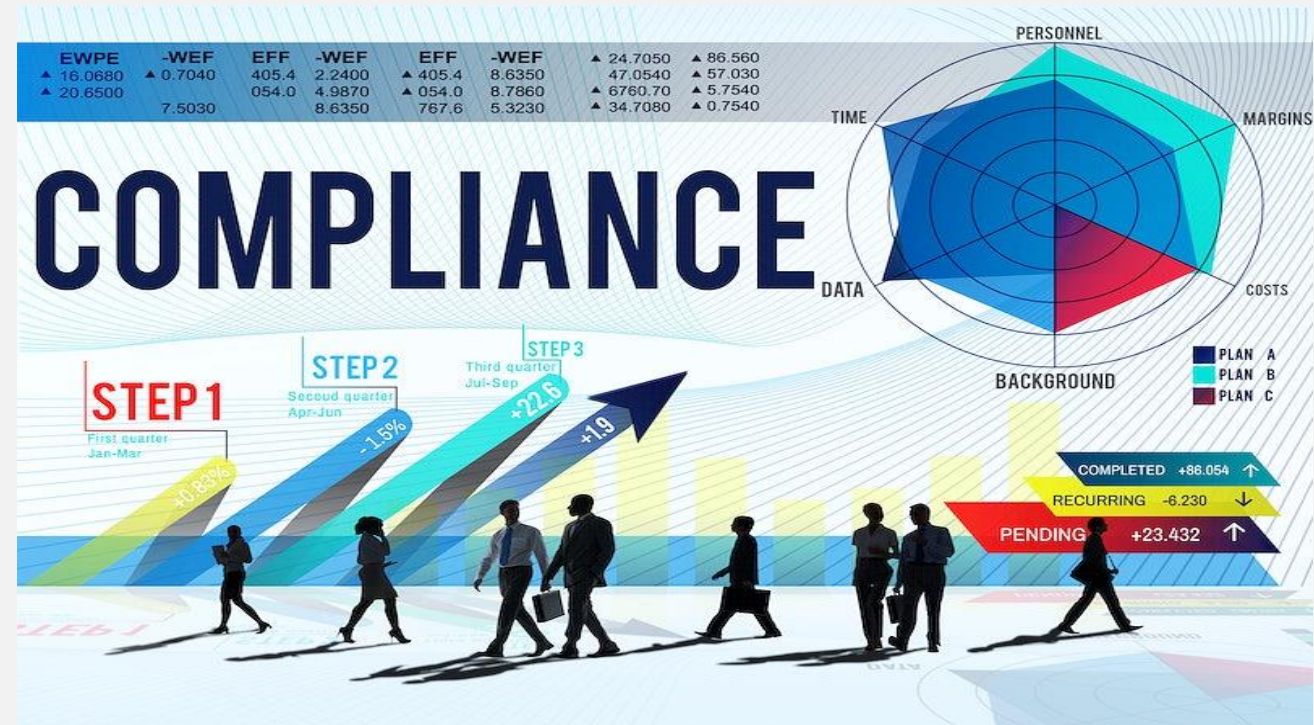 EWPE -WEF EFF -WEF EFF -WEF
▲ 16.0680 ▲ 0.7040 405.4 2.2400 ▲ 405.4 8.6350 ▲ 24.7050 ▲ 86.560
▲ 20.6500 054.0 4.9870 ▲ 054.0 8.7860 47.0540 ▲ 57.030
7.5030 8.6350 767.6 5.3230 ▲ 6760.70 ▲ 5.7540
▲ 34.7080 ▲ 0.7540
COMPLIANCE
PERSONNEL
TIME
MARGINS
DATA
COSTS
BACKGROUND
PLAN A
PLAN B
PLAN C
STEP 1
First quarter
Jan-Mar
+0.83%
STEP 2
Secoud quarter
Apr-Jun
- 1.5%
STEP 3
Third quarter
Jul-Sep
+22.6
+1.9
COMPLETED +86.054 ↑
RECURRING -6.230 ↓
PENDING +23.432 ↑
TEP 1
DATA